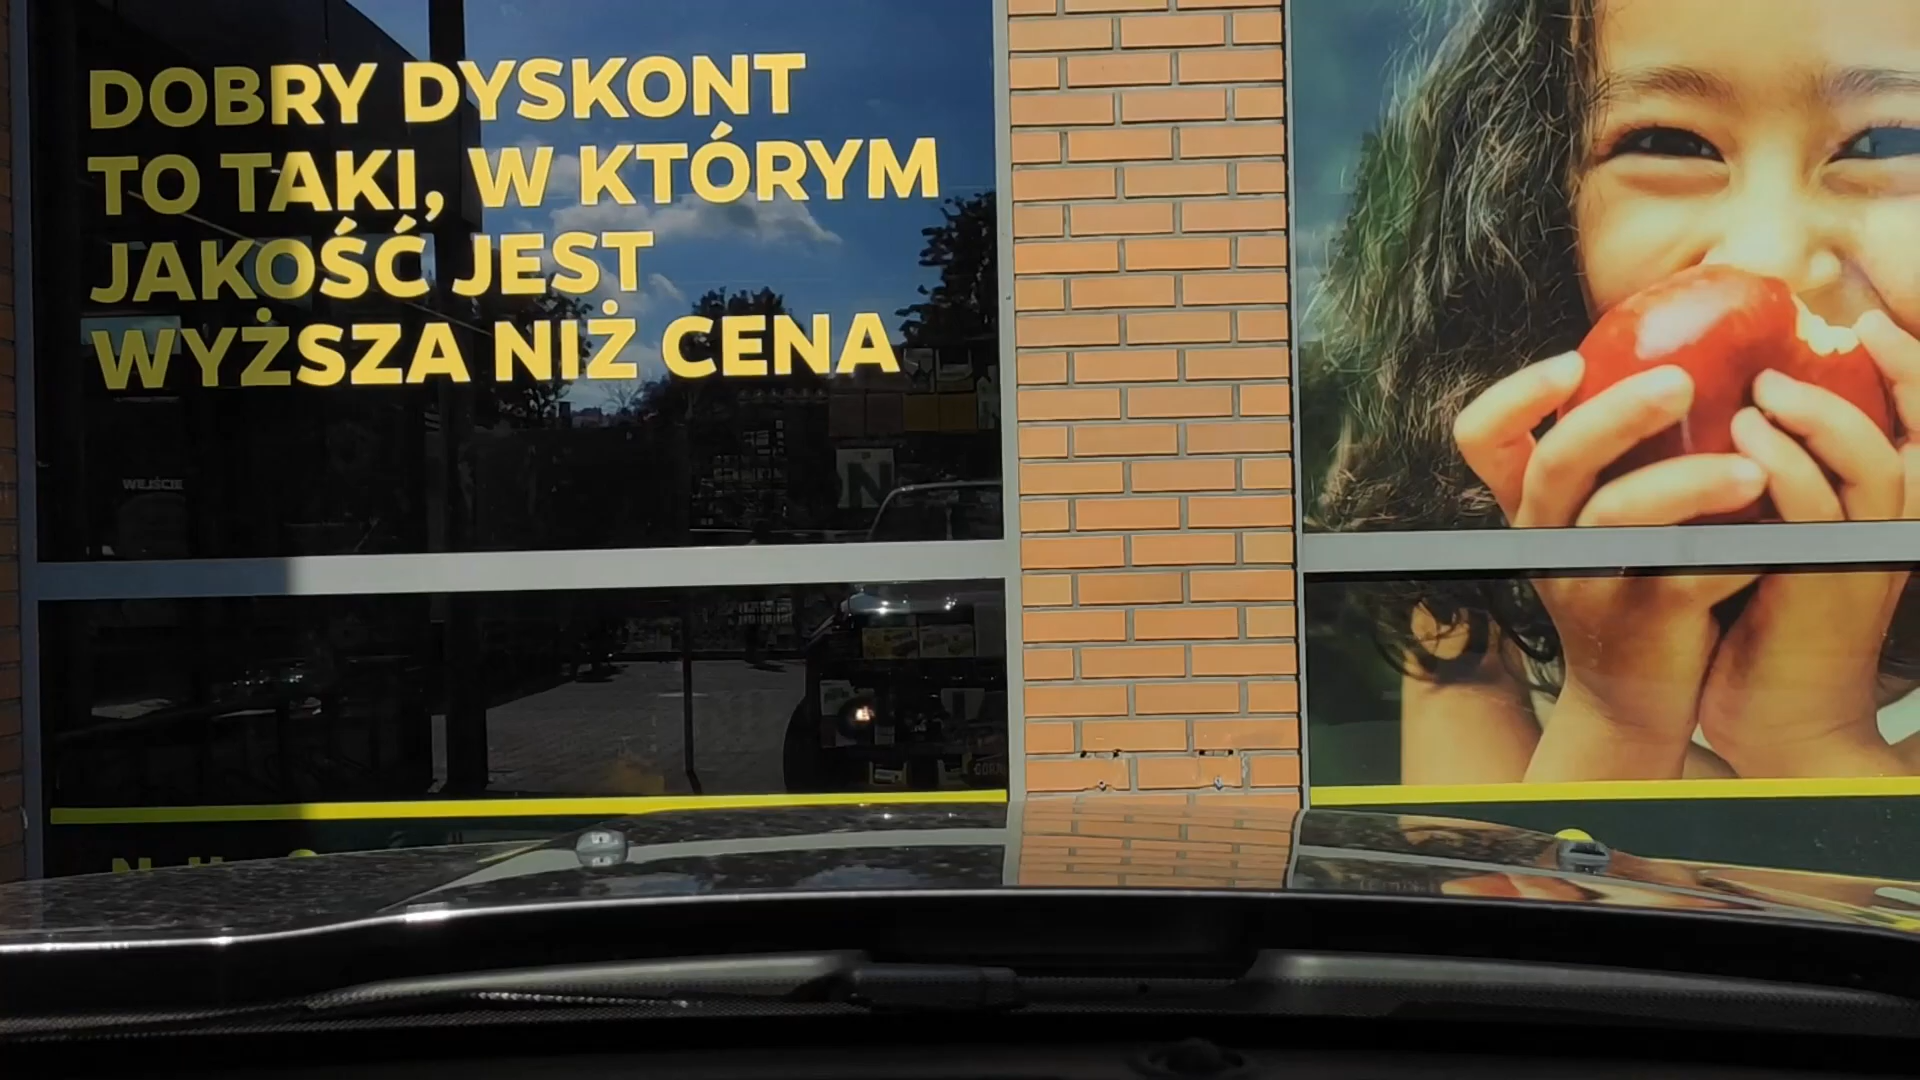 DOBRY DYSKONT
TO TAKI, W KTÓRYM
JAKOŚĆ JEST
WYŻSZA NIŻ CENA
WEJŚCIE
N